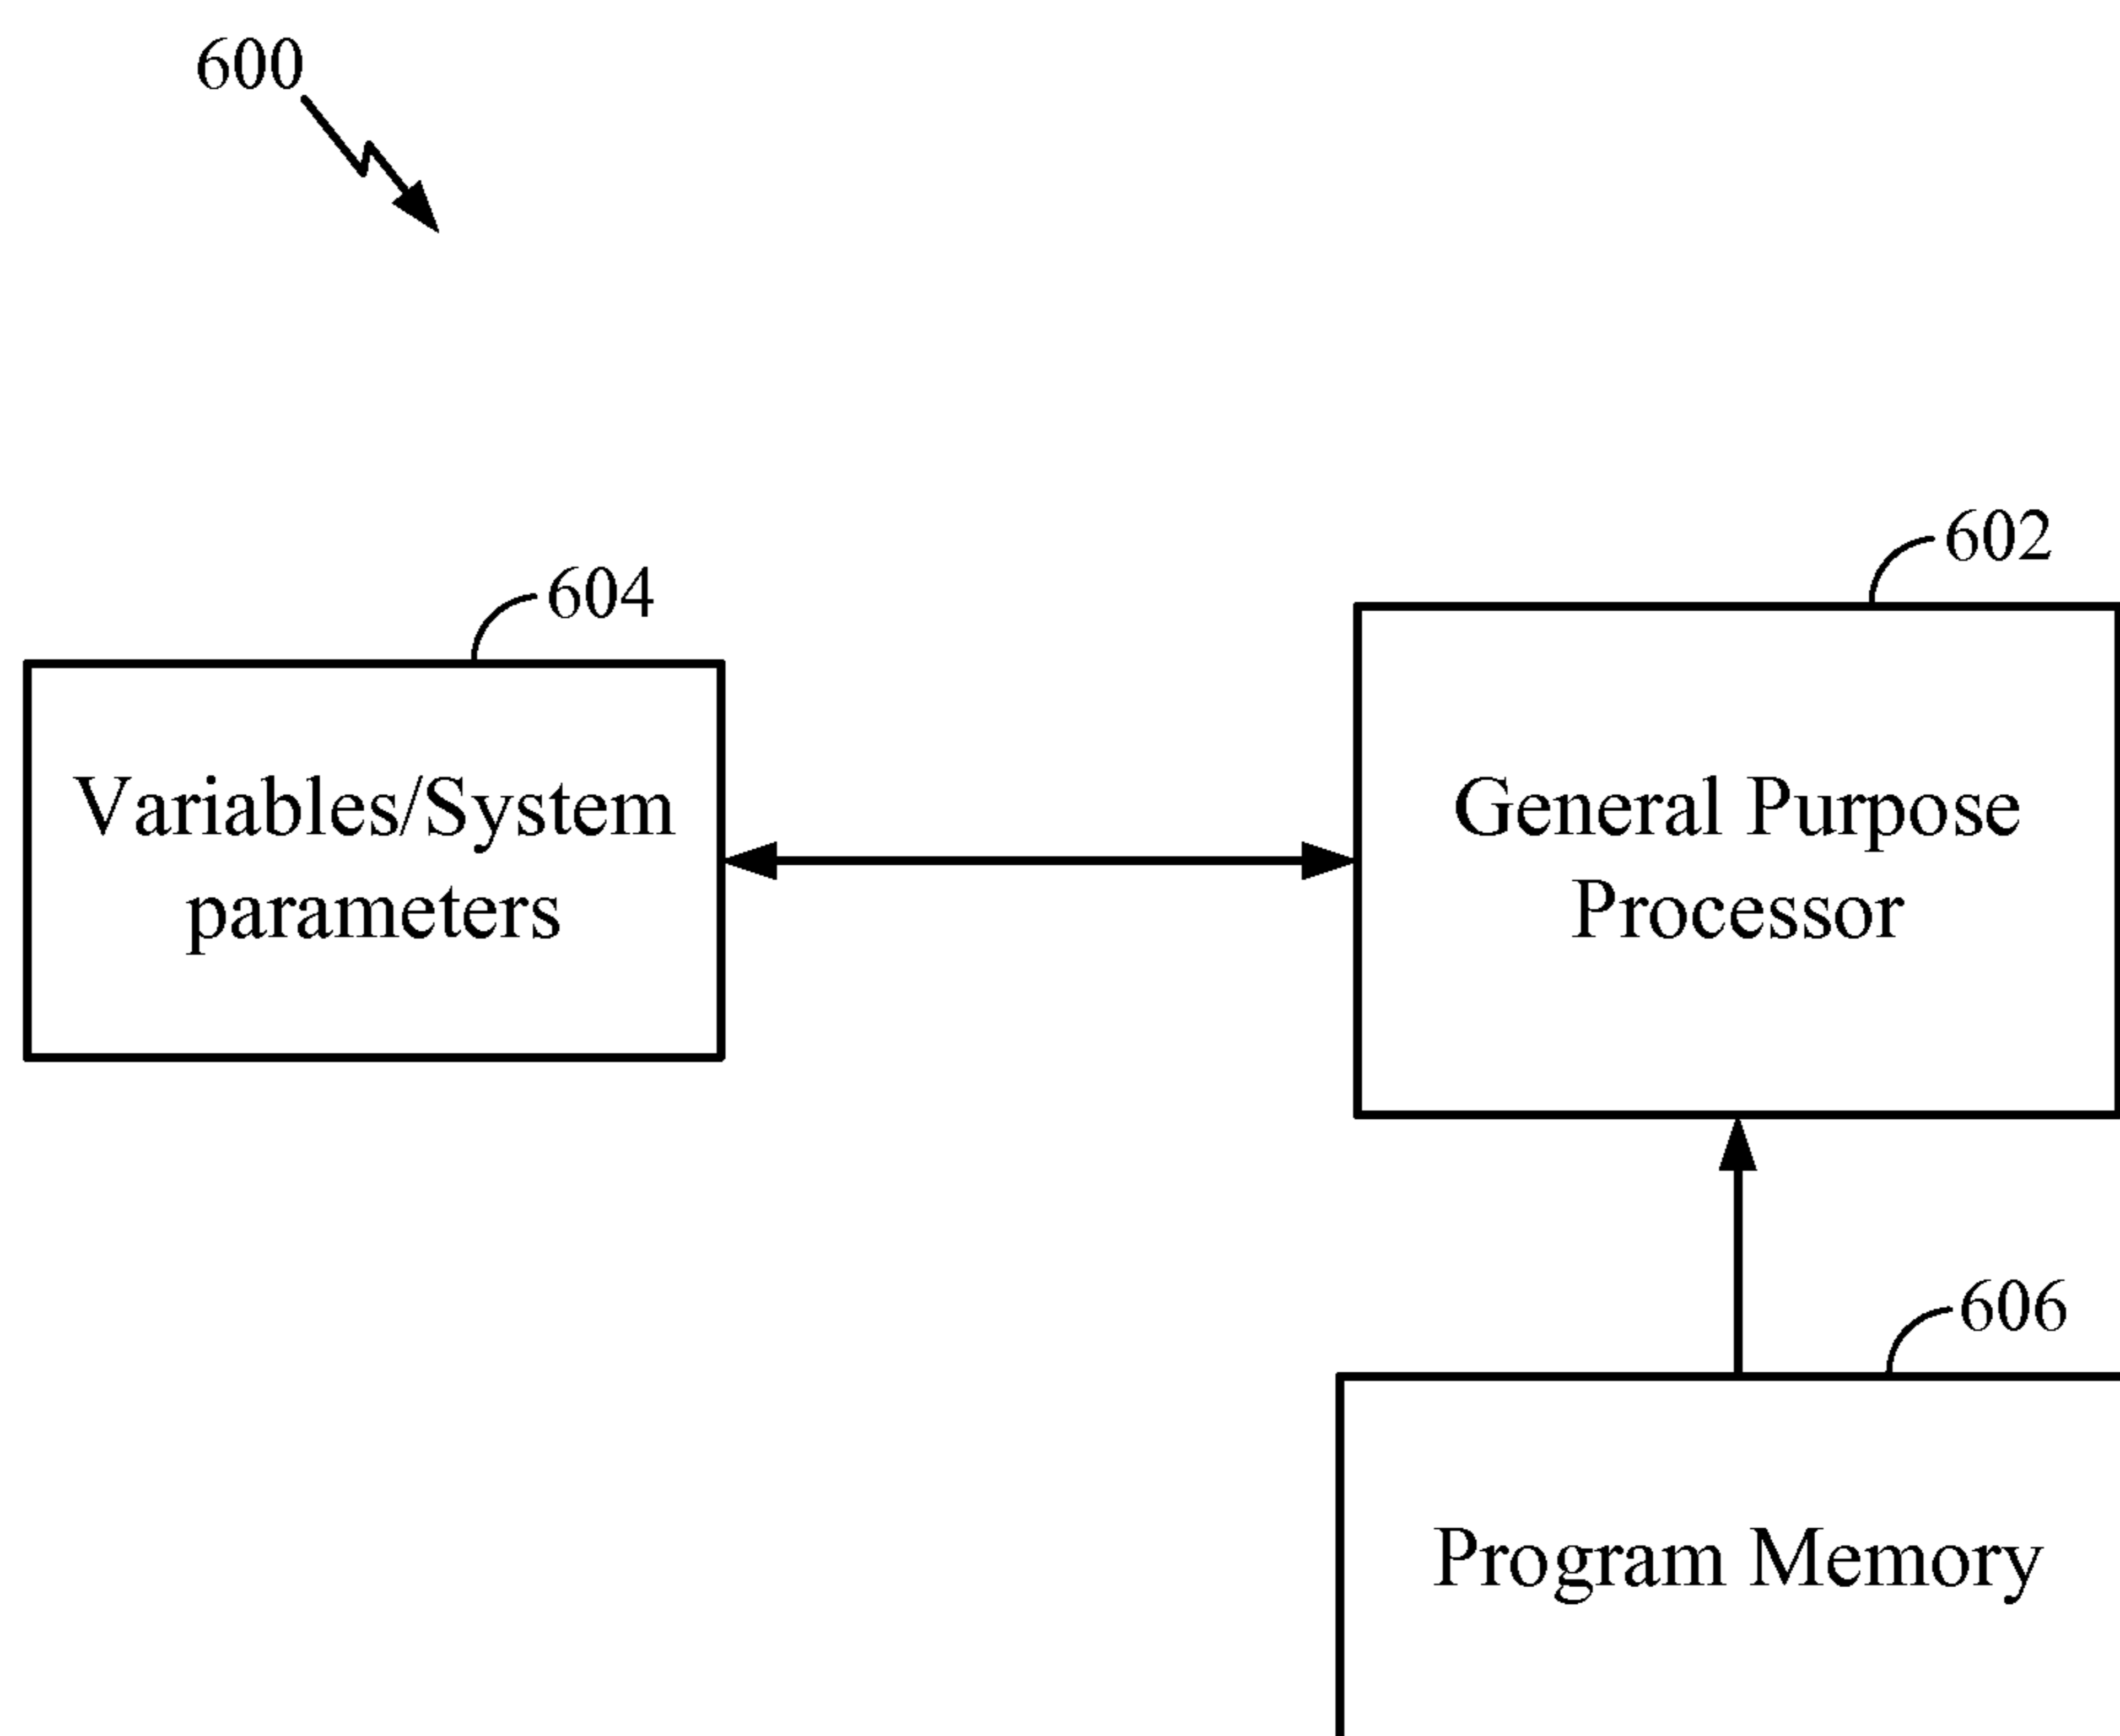 600
602
604
Variables/System
parameters
General Purpose
Processor
606
Program Memory